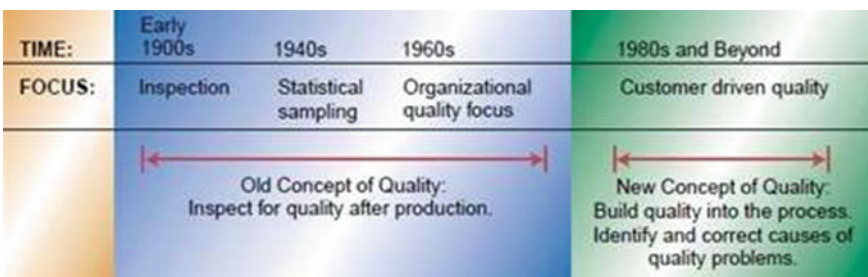 TIME: Early 1900s 1940s 1960s 1980s and Beyond
FOCUS: Inspection Statistical sampling Organizational quality focus Customer driven quality
Old Concept of Quality:
Inspect for quality after production.
New Concept of Quality:
Build quality into the process.
Identify and correct causes of
quality problems.